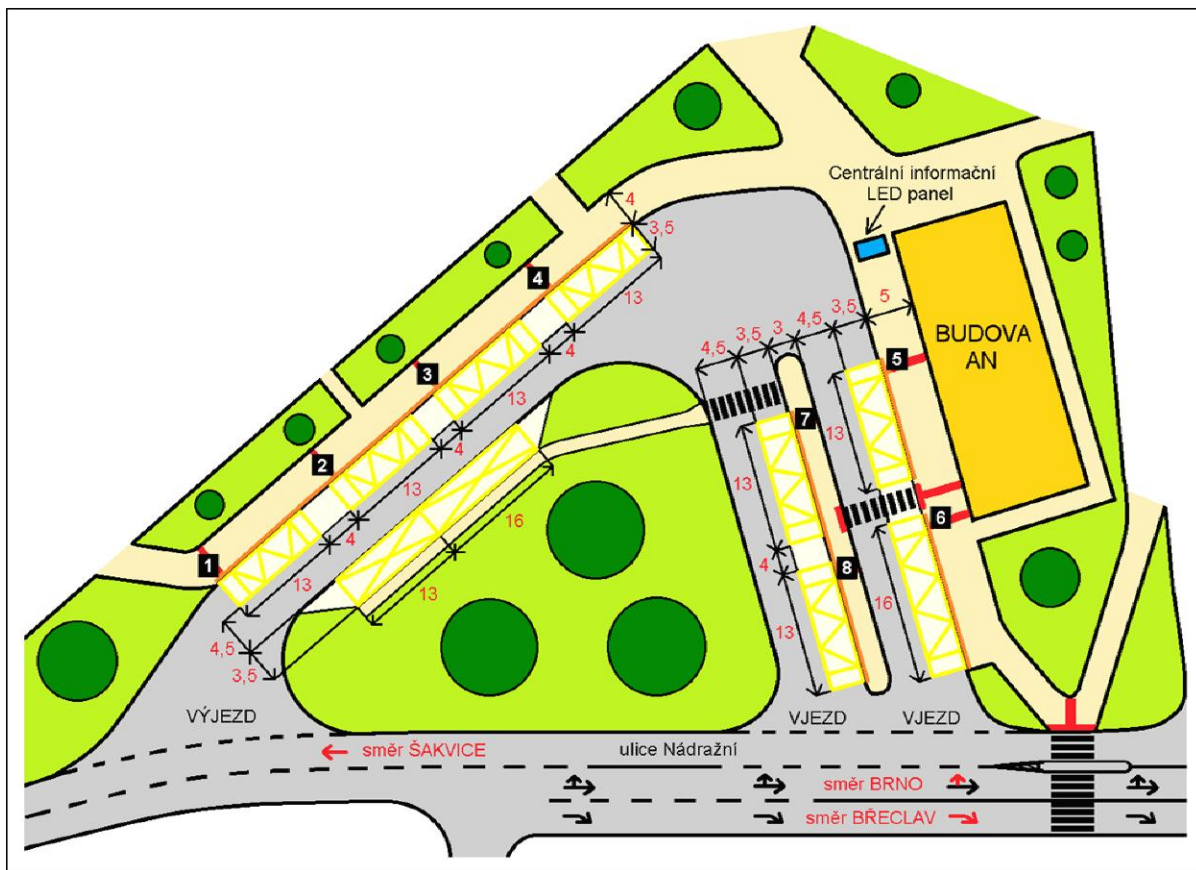 Centrální informační
LED panel
4
3,5
4
13
4,5
3,5
3
4,5
3,5
5
BUDOVA
AN
5
3
4
13
7
13
2
4
13
13
6
16
1
4
13
16
4
8
13
13
4,5
3,5
VÝJEZD
VJEZD
VJEZD
směr ŠAKVICE
ulice Nádražní
směr BRNO
směr BŘECLAV